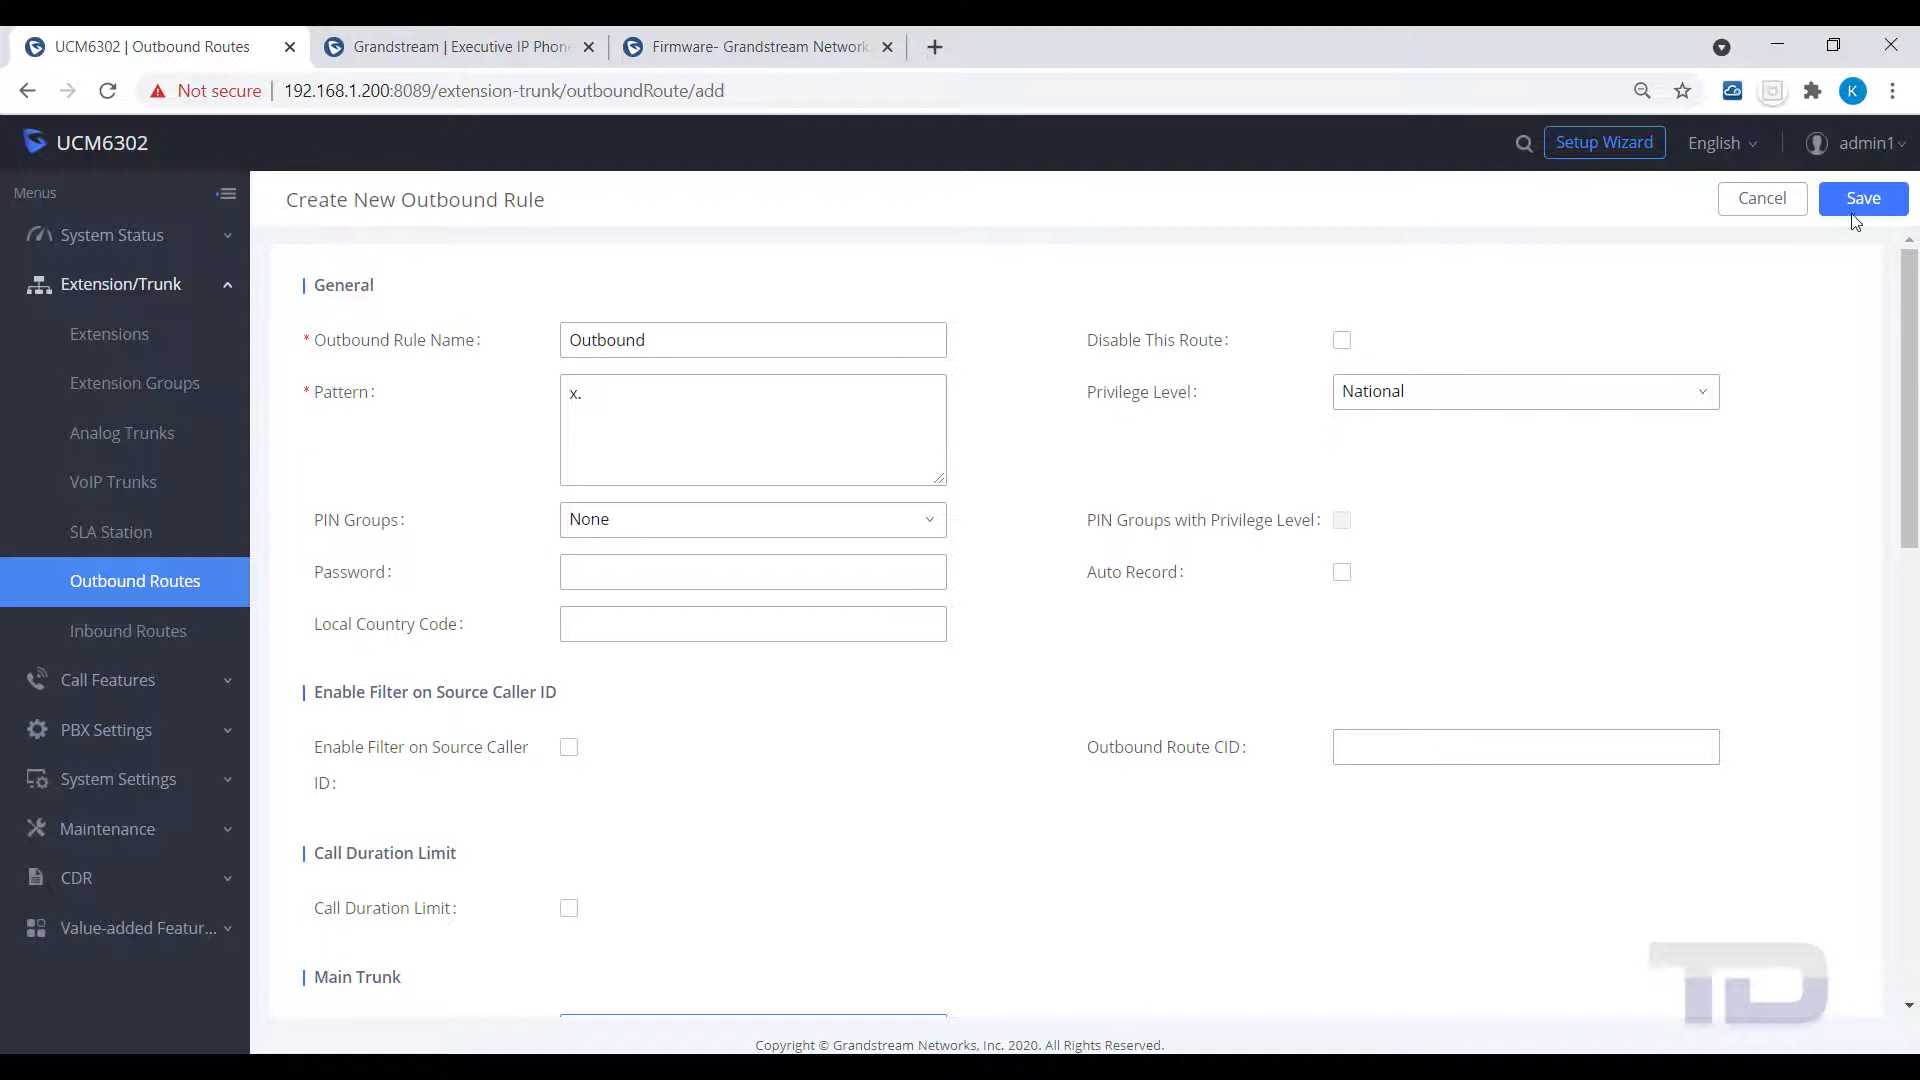 UCM6302 | Outbound Routes
Grandstream | Executive IP Phon
Firmware- Grandstream Network
Not secure
192.168.1.200:8089/extension-trunk/outboundRoute/add
K
UCM6302
Setup Wizard
English
admin1
Menus
Create New Outbound Rule
Cancel
Save
System Status
Extension/Trunk
Extensions
Extension Groups
Analog Trunks
VoIP Trunks
SLA Station
Outbound Routes
Inbound Routes
Call Features
PBX Settings
System Settings
Maintenance
CDR
Value-added Featur...
General
* Outbound Rule Name:
Outbound
Disable This Route:
* Pattern:
x.
Privilege Level:
National
PIN Groups:
None
PIN Groups with Privilege Level:
Password:
Auto Record:
Local Country Code:
Enable Filter on Source Caller ID
Enable Filter on Source Caller
ID:
Outbound Route CID:
Call Duration Limit
Call Duration Limit:
Main Trunk
TD
Copyright © Grandstream Networks, Inc. 2020. All Rights Reserved.